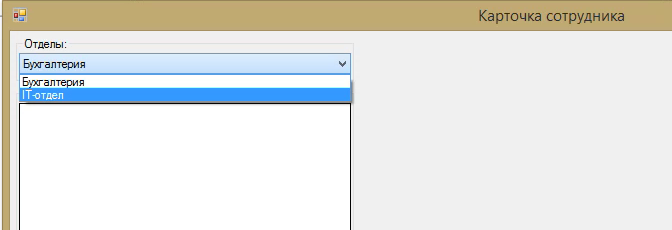 Карточка сотрудника
Отделы:
Бухгалтерия
Бухгалтерия
IT-отдел